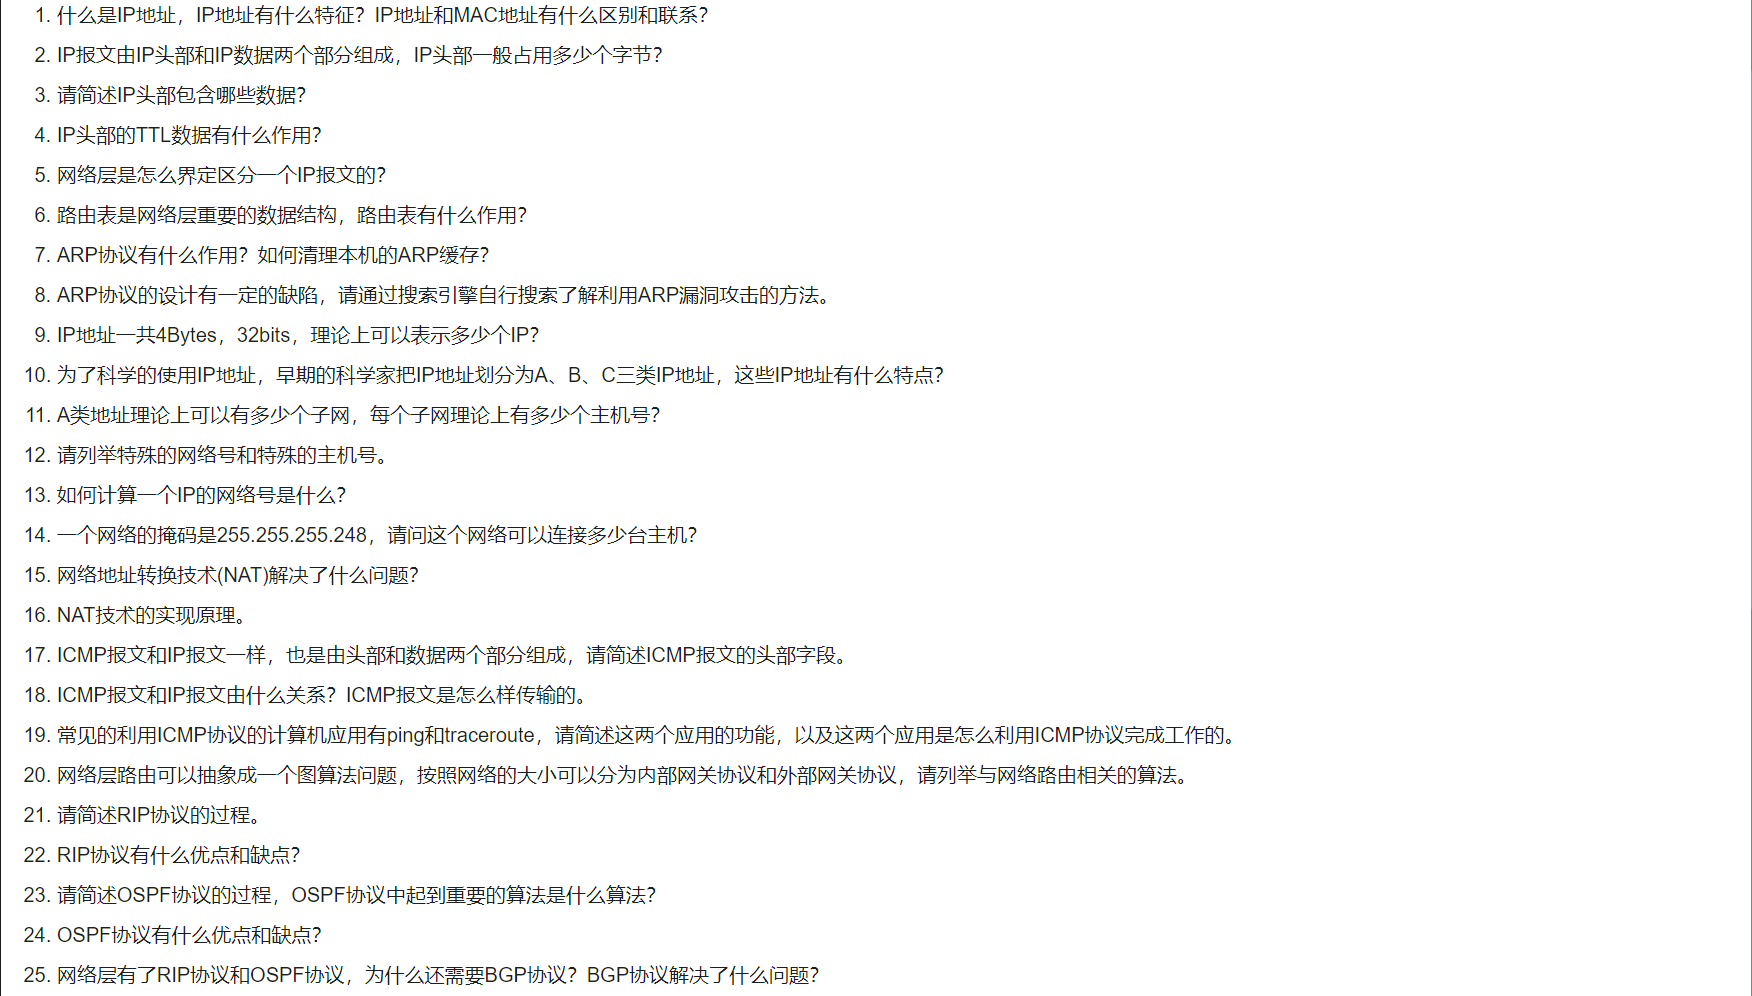 1. 什么是IP地址，IP地址有什么特征？IP地址和MAC地址有什么区别和联系？
2. IP报文由IP头部和IP数据两个部分组成，IP头部一般占用多少个字节？
3. 请简述IP头部包含哪些数据？
4. IP头部的TTL数据有什么作用？
5. 网络层是怎么界定区分一个IP报文的？
6. 路由表是网络层重要的数据结构，路由表有什么作用？
7. ARP协议有什么作用？如何清理本机的ARP缓存？
8. ARP协议的设计有一定的缺陷，请通过搜索引擎自行搜索了解利用ARP漏洞攻击的方法。
9. IP地址一共4Bytes，32bits，理论上可以表示多少个IP？
10. 为了科学的使用IP地址，早期的科学家把IP地址划分为A、B、C三类IP地址，这些IP地址有什么特点？
11. A类地址理论上可以有多少个子网，每个子网理论上有多少个主机号？
12. 请列举特殊的网络号和特殊的主机号。
13. 如何计算一个IP的网络号是什么？
14. 一个网络的掩码是255.255.255.248，请问这个网络可以连接多少台主机？
15. 网络地址转换技术(NAT)解决了什么问题？
16. NAT技术的实现原理。
17. ICMP报文和IP报文一样，也是由头部和数据两个部分组成，请简述ICMP报文的头部字段。
18. ICMP报文和IP报文由什么关系？ICMP报文是怎么样传输的。
19. 常见的利用ICMP协议的计算机应用有ping和traceroute，请简述这两个应用的功能，以及这两个应用是怎么利用ICMP协议完成工作的。
20. 网络层路由可以抽象成一个图算法问题，按照网络的大小可以分为内部网关协议和外部网关协议，请列举与网络路由相关的算法。
21. 请简述RIP协议的过程。
22. RIP协议有什么优点和缺点？
23. 请简述OSPF协议的过程，OSPF协议中起到重要的算法是什么算法？
24. OSPF协议有什么优点和缺点？
25. 网络层有了RIP协议和OSPF协议，为什么还需要BGP协议？BGP协议解决了什么问题？